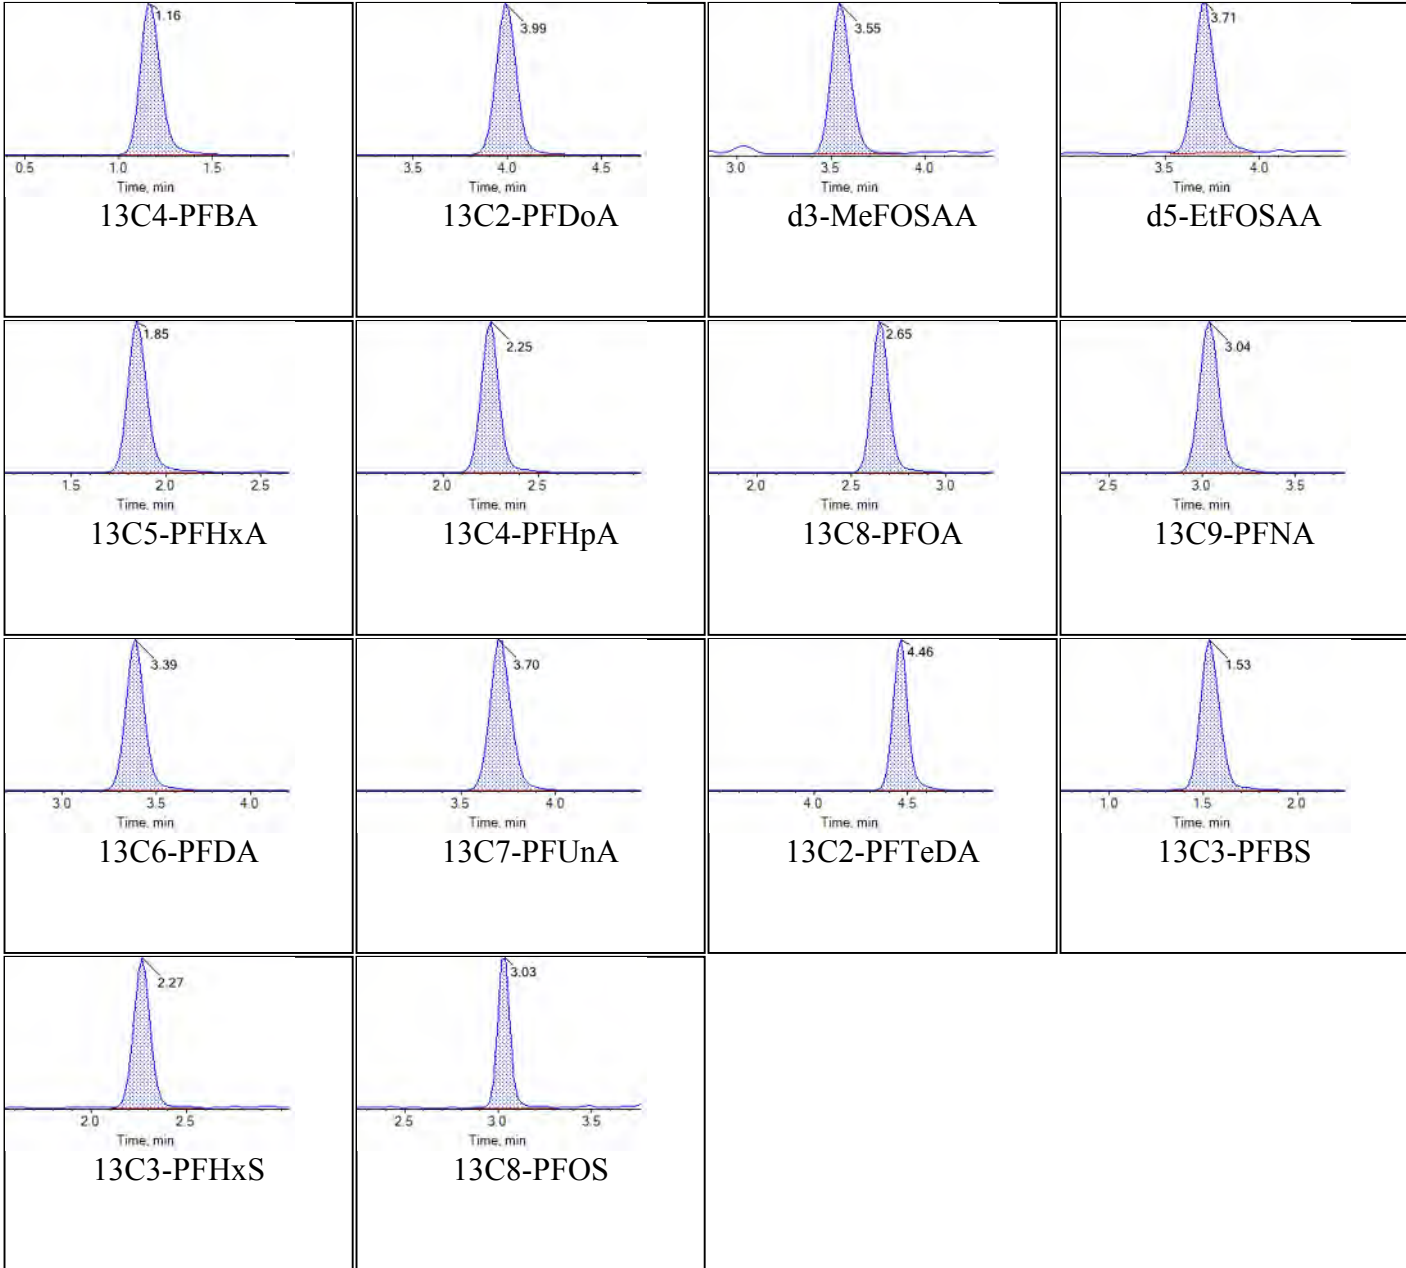 1.16
0.5 1.0 1.5
Time, min
13C4-PFBA
3.99
3.5 4.0 4.5
Time, min
13C2-PFDoA
3.55
3.0 3.5 4.0
Time, min
d3-MeFOSAA
3.71
3.5 4.0
Time, min
d5-EtFOSAA
1.85
1.5 2.0 2.5
Time, min
13C5-PFHxA
2.25
2.0 2.5
Time, min
13C4-PFHpA
2.65
2.0 2.5 3.0
Time, min
13C8-PFOA
3.04
2.5 3.0 3.5
Time, min
13C9-PFNA
3.39
3.0 3.5 4.0
Time, min
13C6-PFDA
3.70
3.5 4.0
Time, min
13C7-PFUnA
4.46
4.0 4.5
Time, min
13C2-PFTeDA
1.53
1.0 1.5 2.0
Time, min
13C3-PFBS
2.27
2.0 2.5
Time, min
13C3-PFHxS
3.03
2.5 3.0 3.5
Time, min
13C8-PFOS